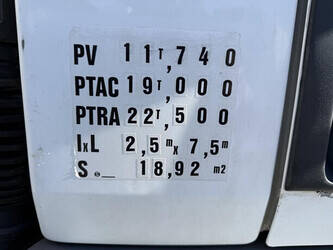 PV 11T,740
PTAC 19T,000
PTRA 22T,500
IxL 2,5m x 7,5m
S 18,92 m2